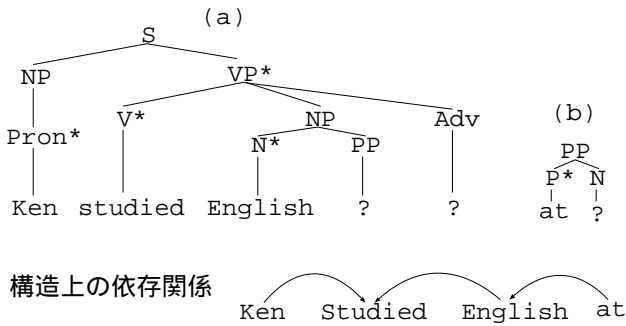 (a)
S
NP VP*
V* NP Adv (b)
Pron* N* PP PP
P* N
Ken studied English ? ? at ?
構造上の依存関係
Ken Studied English at